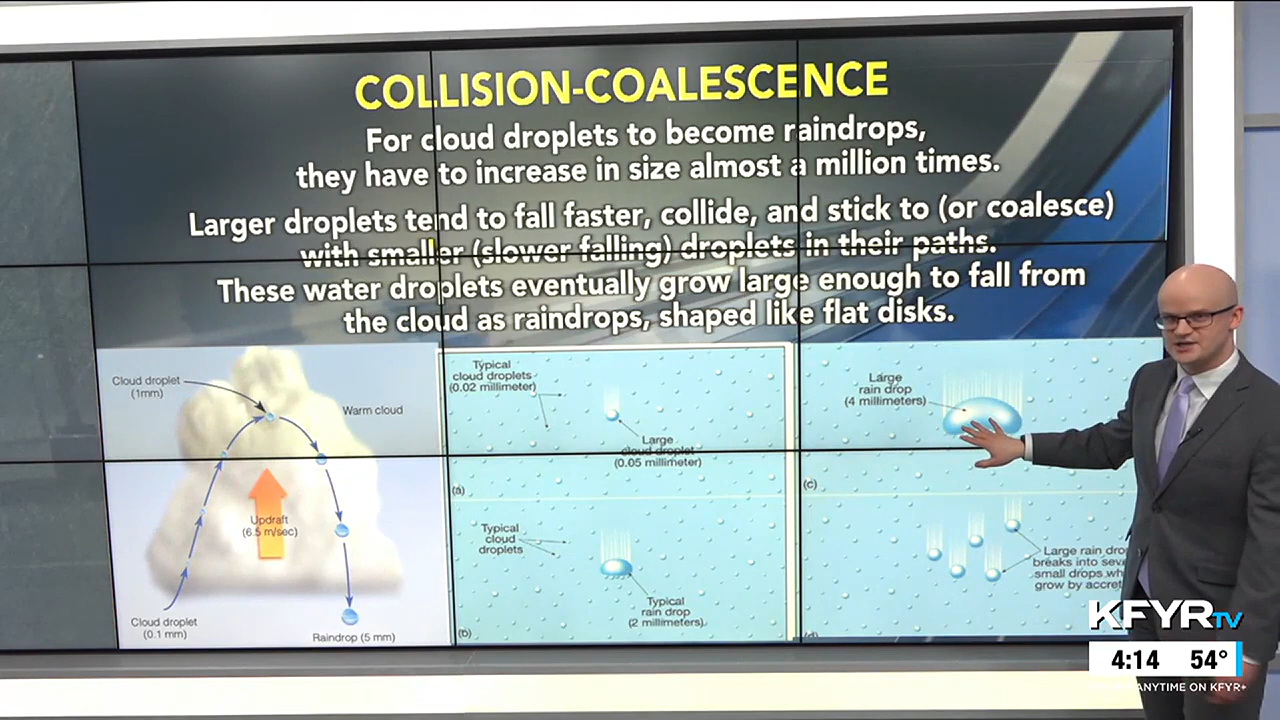 COLLISION-COALESCENCE
For cloud droplets to become raindrops,
they have to increase in size almost a million times.
Larger droplets tend to fall faster, collide, and stick to (or coalesce)
with smaller (slower falling) droplets in their paths.
These water droplets eventually grow large enough to fall from
the cloud as raindrops, shaped like flat disks.
Cloud droplet
(1mm)
Warm cloud
Updraft
(6.5 m/sec)
Cloud droplet
(0.1 mm)
Raindrop (5 mm)
Typical
cloud droplets
(0.02 millimeter)
Large
cloud droplet
(0.05 millimeter)
(a)
Typical
cloud
droplets
Typical
rain drop
(2 millimeters)
(b)
Large
rain drop
(4 millimeters)
(c)
Large rain
breaks into
small drops
grow by
(d)
KFYRTV
4:14 54°
ANYTIME ON KFYR+